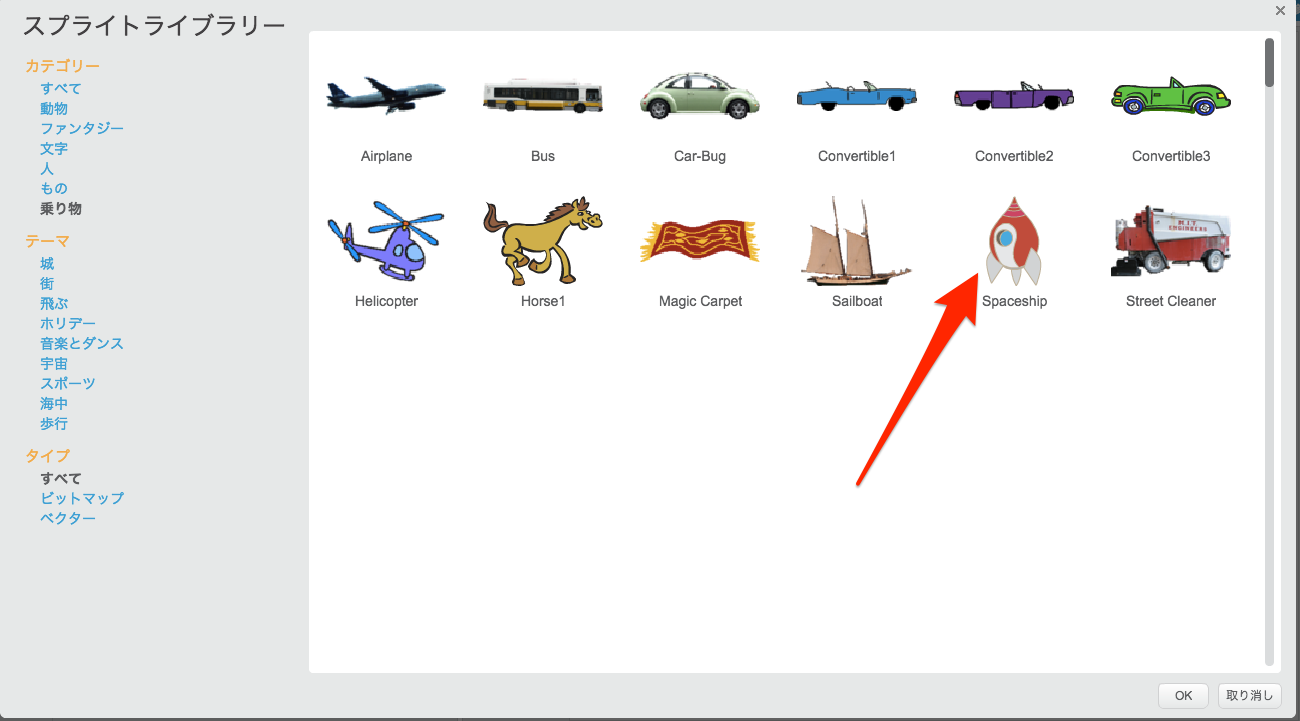 スプライトライブラリー
カテゴリー
すべて
動物
ファンタジー
文字
人
もの
乗り物
テーマ
城
街
飛ぶ
ホリデー
音楽とダンス
宇宙
スポーツ
海中
歩行
タイプ
すべて
ビットマップ
ベクター
Airplane
Bus
Car-Bug
Convertible1
Convertible2
Convertible3
M.I.T
ENGINEERS
Helicopter
Horse1
Magic Carpet
Sailboat
Spaceship
Street Cleaner
OK
取り消し